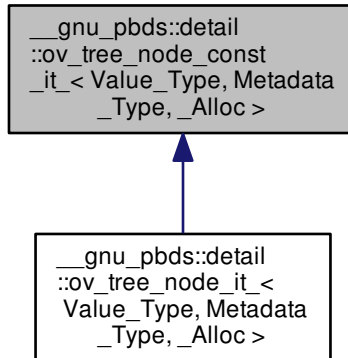 __gnu_pbds::detail
::ov_tree_node_const
_it_< Value_Type, Metadata
_Type, _Alloc >
__gnu_pbds::detail
::ov_tree_node_it_<
Value_Type, Metadata
_Type, _Alloc >